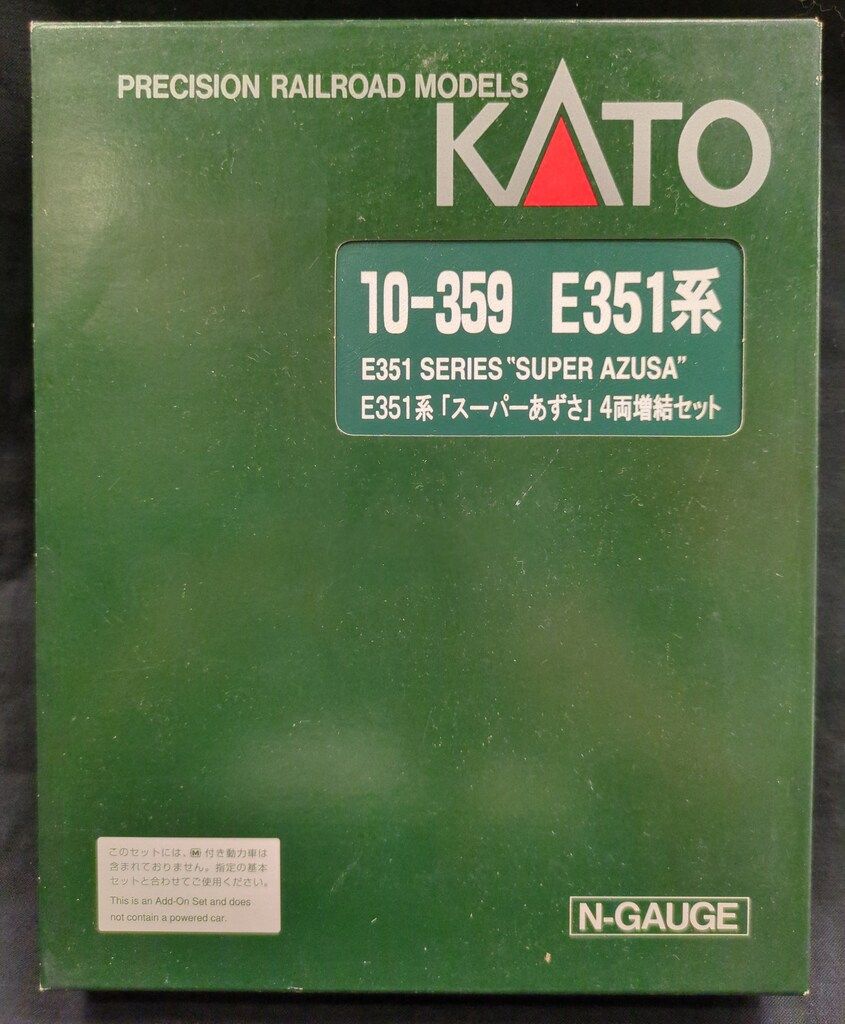 PRECISION RAILROAD MODELS
KATO
10-359 E351系
E351 SERIES "SUPER AZUSA"
E351系「スーパーあずさ」4両増結セット
このセットには、Ⓜ付き動力車は
含まれておりません。指定の基本
セットと合わせてご使用ください。
This is an Add-On Set and does
not contain a powered car.
N-GAUGE